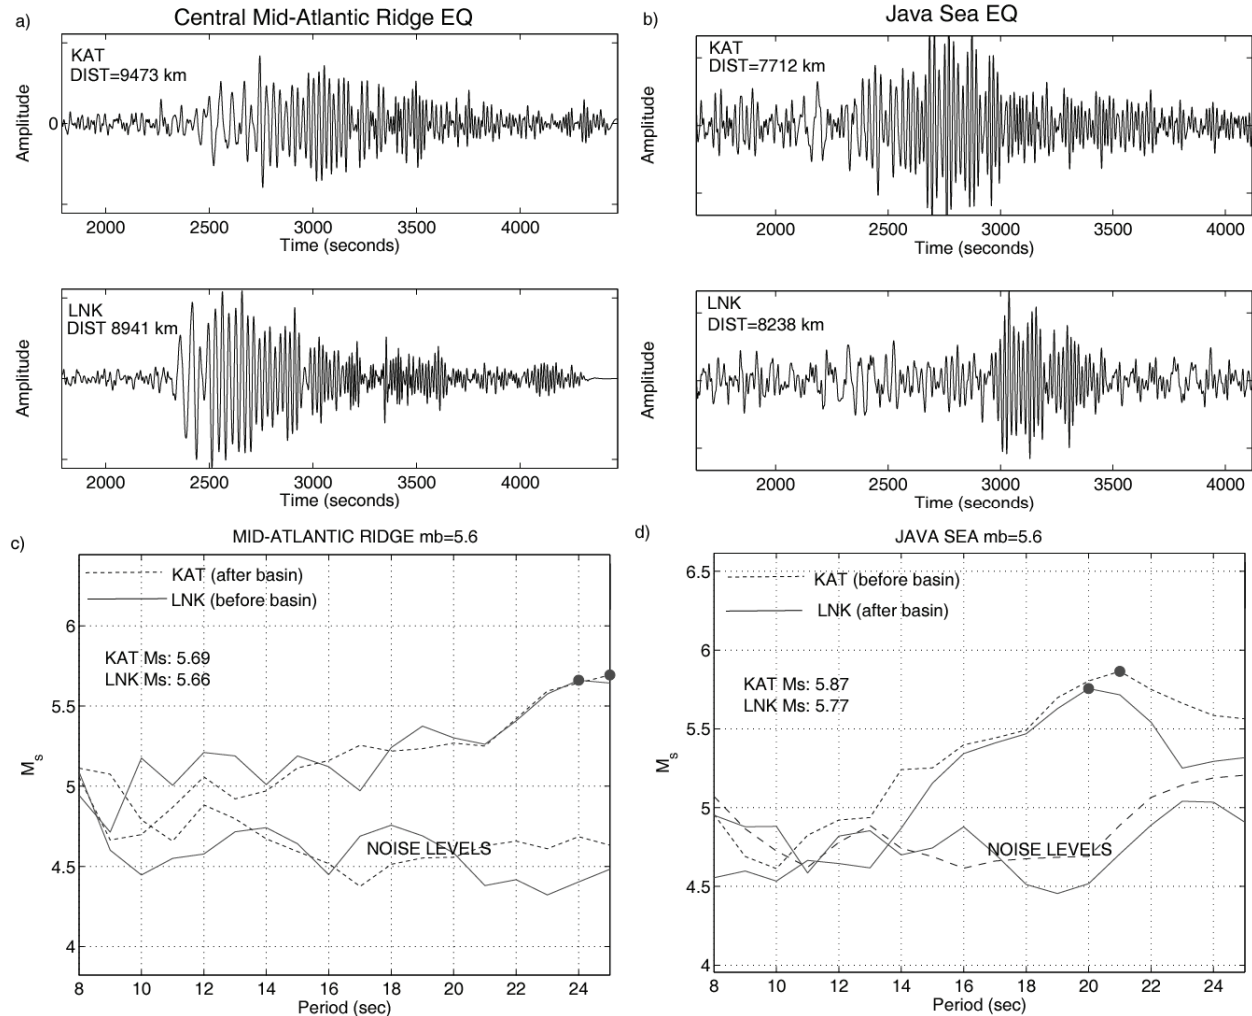 a)
Central Mid-Atlantic Ridge EQ
KAT
DIST=9473 km
Amplitude
0
2000 2500 3000 3500 4000
Time (seconds)
LNK
DIST 8941 km
Amplitude
2000 2500 3000 3500 4000
Time (seconds)
b)
Java Sea EQ
KAT
DIST=7712 km
Amplitude
2000 2500 3000 3500 4000
Time (seconds)
LNK
DIST=8238 km
Amplitude
2000 2500 3000 3500 4000
Time (seconds)
c)
MID-ATLANTIC RIDGE mb=5.6
KAT (after basin)
LNK (before basin)
KAT Ms: 5.69
LNK Ms: 5.66
NOISE LEVELS
Ms
6
5.5
5
4.5
4
8 10 12 14 16 18 20 22 24
Period (sec)
d)
JAVA SEA mb=5.6
KAT (before basin)
LNK (after basin)
KAT Ms: 5.87
LNK Ms: 5.77
NOISE LEVELS
Ms
6.5
6
5.5
5
4.5
4
8 10 12 14 16 18 20 22 24
Period (sec)